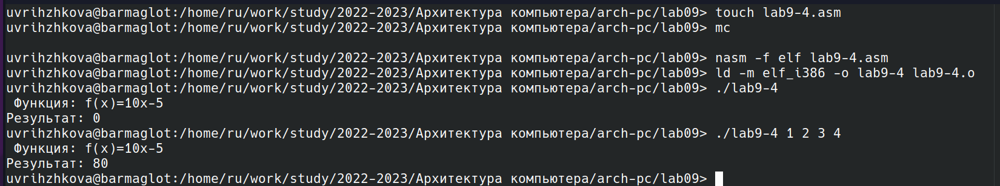 uvrihzhkova@barmaglot:/home/ru/work/study/2022-2023/Архитектура компьютера/arch-pc/lab09> touch lab9-4.asm
uvrihzhkova@barmaglot:/home/ru/work/study/2022-2023/Архитектура компьютера/arch-pc/lab09> mc
uvrihzhkova@barmaglot:/home/ru/work/study/2022-2023/Архитектура компьютера/arch-pc/lab09> nasm -f elf lab9-4.asm
uvrihzhkova@barmaglot:/home/ru/work/study/2022-2023/Архитектура компьютера/arch-pc/lab09> ld -m elf_i386 -o lab9-4 lab9-4.o
uvrihzhkova@barmaglot:/home/ru/work/study/2022-2023/Архитектура компьютера/arch-pc/lab09> ./lab9-4
Функция: f(x)=10x-5
Результат: 0
uvrihzhkova@barmaglot:/home/ru/work/study/2022-2023/Архитектура компьютера/arch-pc/lab09> ./lab9-4 1 2 3 4
Функция: f(x)=10x-5
Результат: 80
uvrihzhkova@barmaglot:/home/ru/work/study/2022-2023/Архитектура компьютера/arch-pc/lab09>